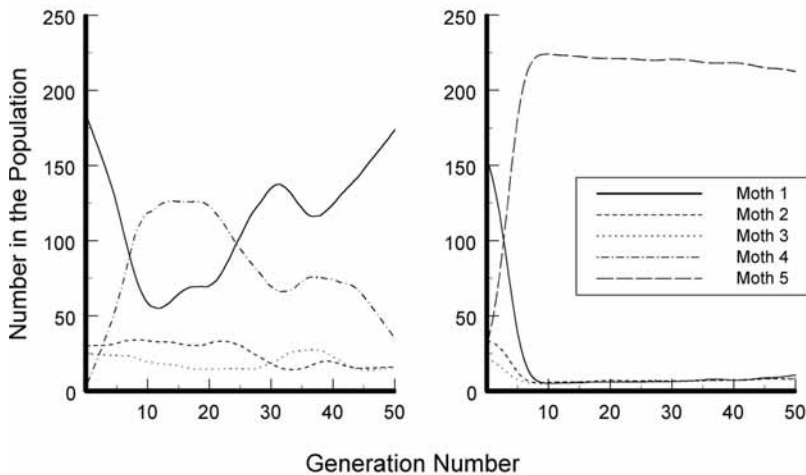 Number in the Population
250
200
150
100
50
0
10 20 30 40 50
250
200
150
100
50
0
10 20 30 40 50
Moth 1
Moth 2
Moth 3
Moth 4
Moth 5
Generation Number